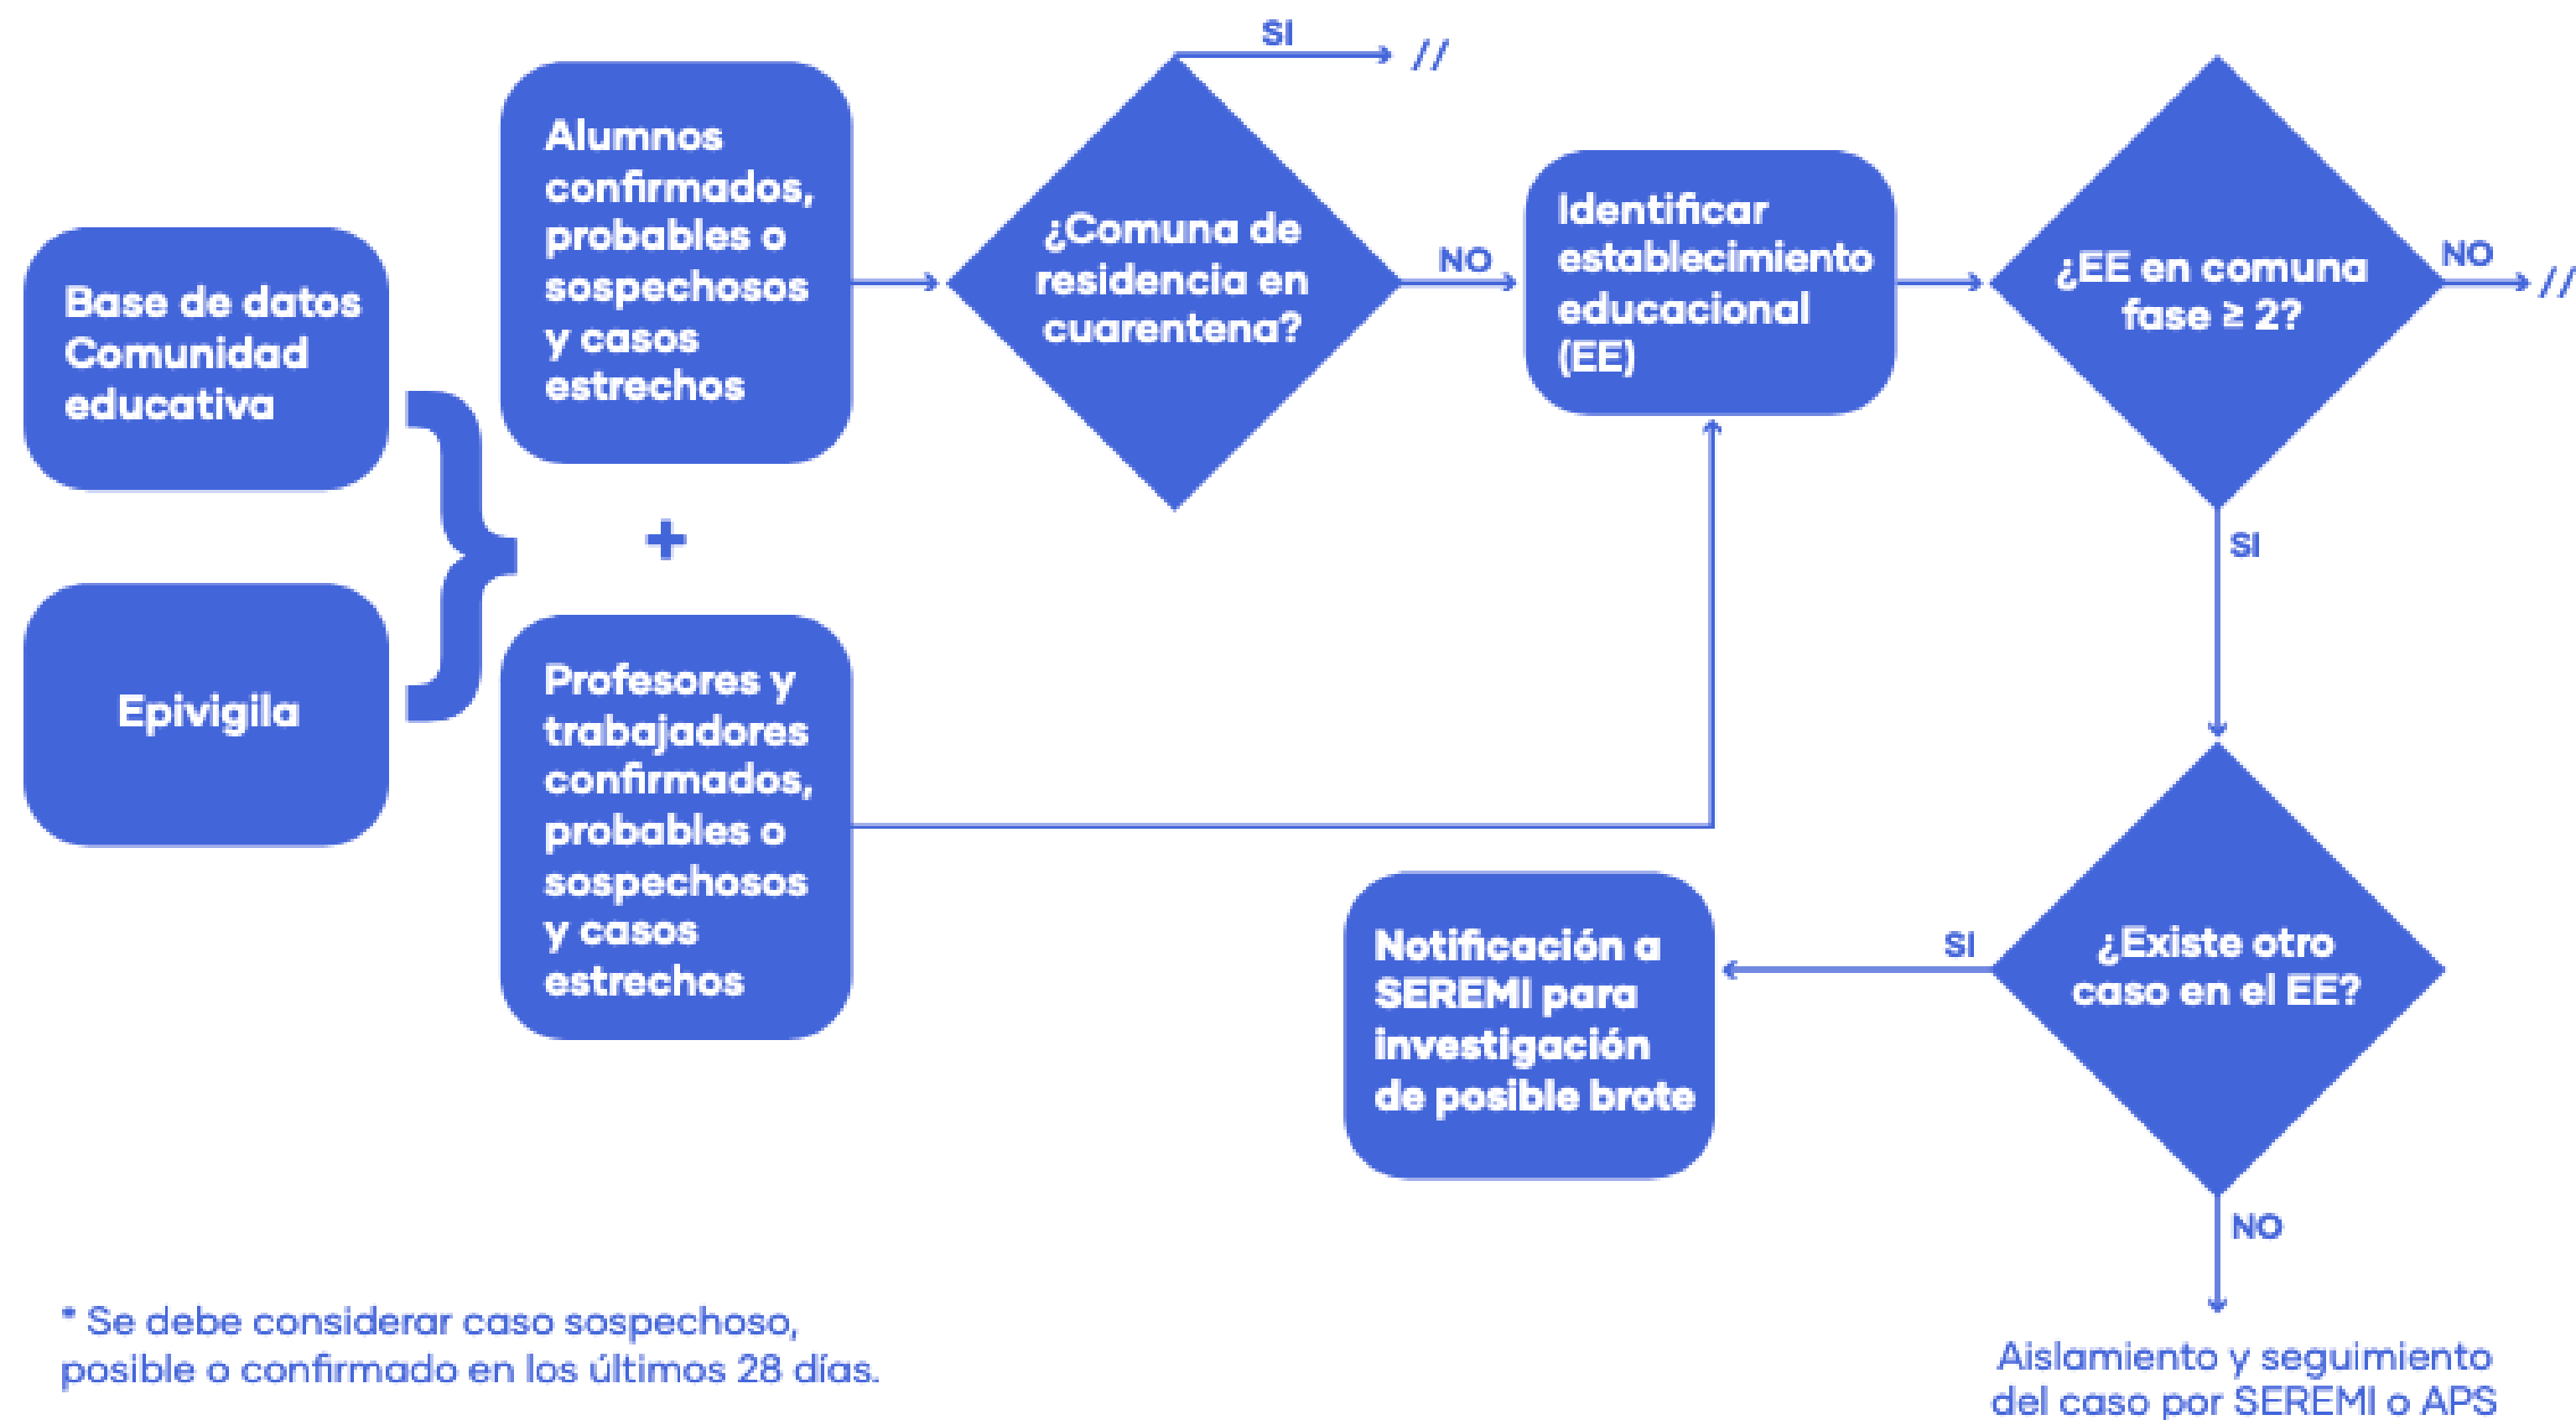 Base de datos
Comunidad
educativa
Epivigila
}
Alumnos
confirmados,
probables o
sospechosos
y casos
estrechos
+
Profesores y
trabajadores
confirmados,
probables o
sospechosos
y casos
estrechos
¿Comuna de
residencia en
cuarentena?
SI
//
NO
Identificar
establecimiento
educacional
(EE)
¿EE en comuna
fase ≥ 2?
NO
//
SI
¿Existe otro
caso en el EE?
SI
Notificación a
SEREMI para
investigación
de posible brote
NO
Aislamiento y seguimiento
del caso por SEREMI o APS
* Se debe considerar caso sospechoso,
posible o confirmado en los últimos 28 días.